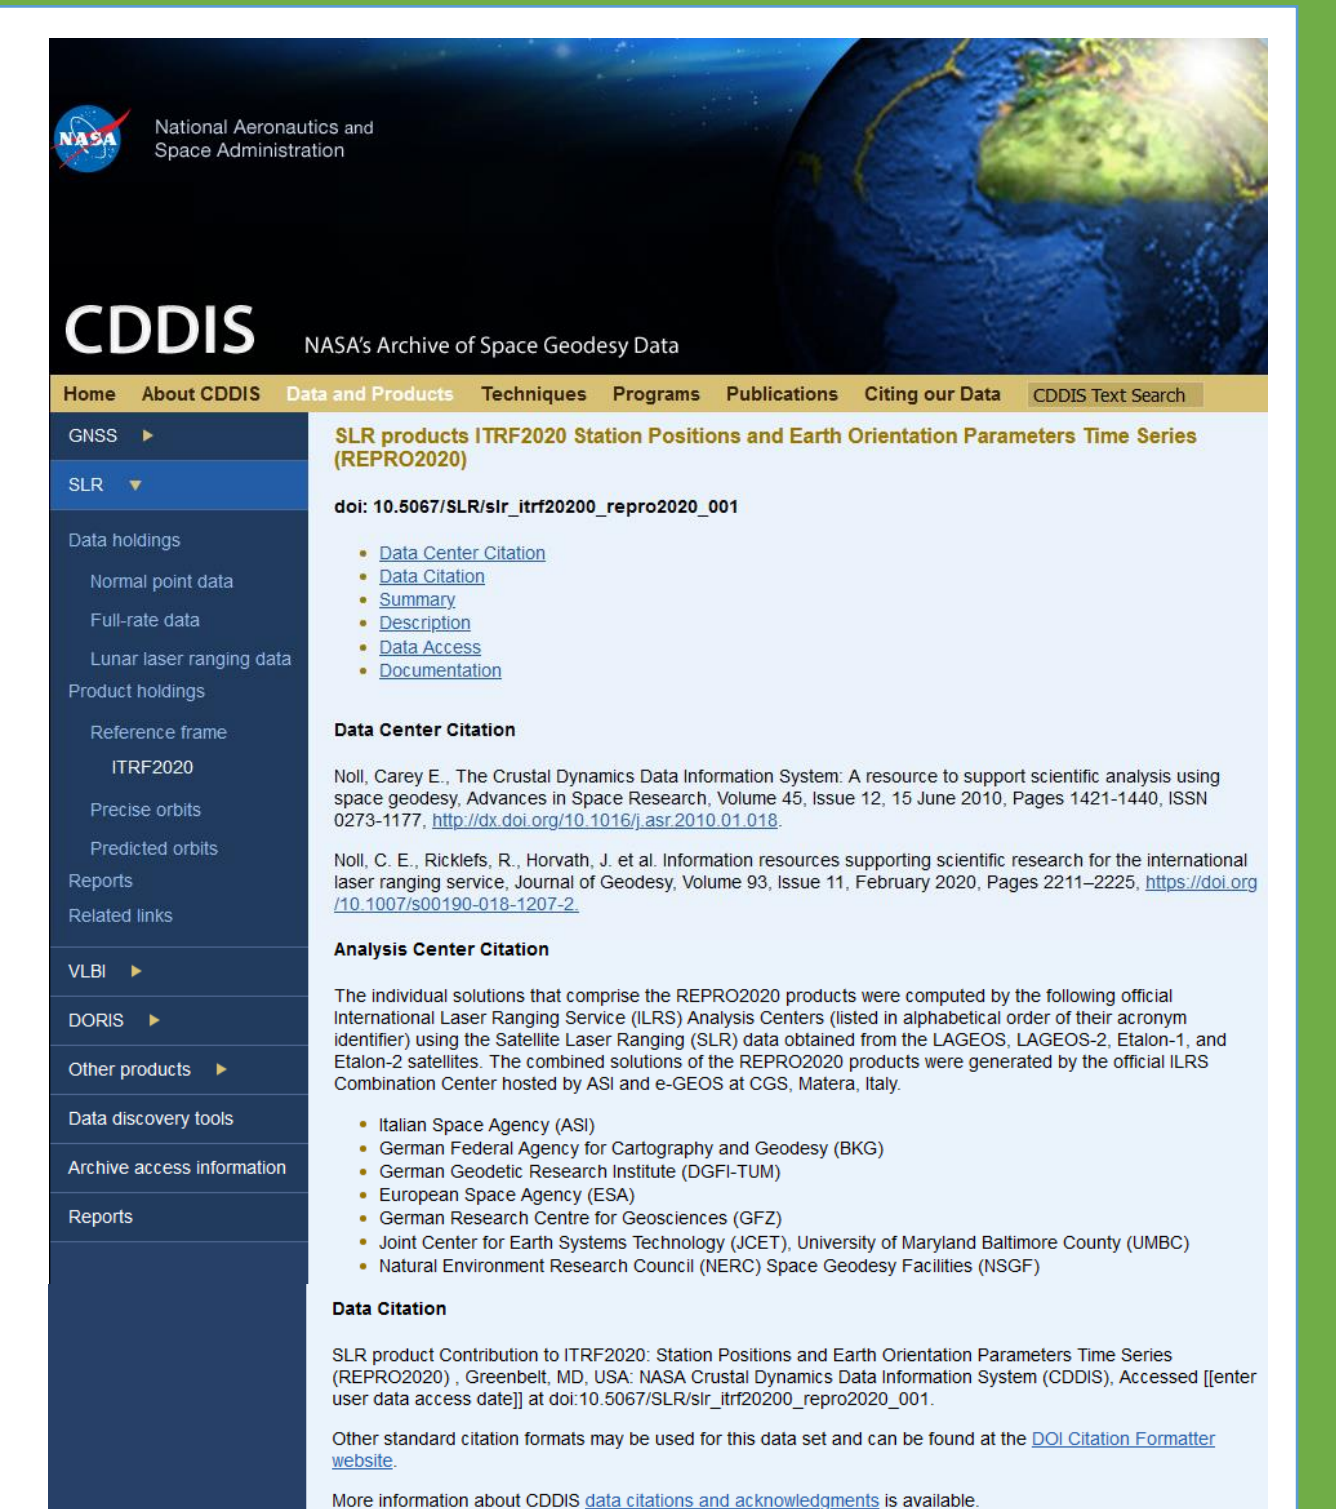 NASA
National Aeronautics and
Space Administration
CDDIS NASA's Archive of Space Geodesy Data
Home About CDDIS Data and Products Techniques Programs Publications Citing our Data CDDIS Text Search
GNSS
SLR
Data holdings
Normal point data
Full-rate data
Lunar laser ranging data
Product holdings
Reference frame
ITRF2020
Precise orbits
Predicted orbits
Reports
Related links
VLBI
DORIS
Other products
Data discovery tools
Archive access information
Reports
SLR products ITRF2020 Station Positions and Earth Orientation Parameters Time Series
(REPRO2020)
doi: 10.5067/SLR/slr_itrf20200_repro2020_001
Data Center Citation
Data Citation
Summary
Description
Data Access
Documentation
Data Center Citation
Noll, Carey E., The Crustal Dynamics Data Information System: A resource to support scientific analysis using
space geodesy, Advances in Space Research, Volume 45, Issue 12, 15 June 2010, Pages 1421-1440, ISSN
0273-1177, http://dx.doi.org/10.1016/j.asr.2010.01.018.
Noll, C. E., Ricklefs, R., Horvath, J. et al. Information resources supporting scientific research for the international
laser ranging service, Journal of Geodesy, Volume 93, Issue 11, February 2020, Pages 2211–2225, https://doi.org
/10.1007/s00190-018-1207-2.
Analysis Center Citation
The individual solutions that comprise the REPRO2020 products were computed by the following official
International Laser Ranging Service (ILRS) Analysis Centers (listed in alphabetical order of their acronym
identifier) using the Satellite Laser Ranging (SLR) data obtained from the LAGEOS, LAGEOS-2, Etalon-1, and
Etalon-2 satellites. The combined solutions of the REPRO2020 products were generated by the official ILRS
Combination Center hosted by ASI and e-GEOS at CGS, Matera, Italy.
Italian Space Agency (ASI)
German Federal Agency for Cartography and Geodesy (BKG)
German Geodetic Research Institute (DGFI-TUM)
European Space Agency (ESA)
German Research Centre for Geosciences (GFZ)
Joint Center for Earth Systems Technology (JCET), University of Maryland Baltimore County (UMBC)
Natural Environment Research Council (NERC) Space Geodesy Facilities (NSGF)
Data Citation
SLR product Contribution to ITRF2020: Station Positions and Earth Orientation Parameters Time Series
(REPRO2020) , Greenbelt, MD, USA: NASA Crustal Dynamics Data Information System (CDDIS), Accessed [[enter
user data access date]] at doi:10.5067/SLR/slr_itrf20200_repro2020_001.
Other standard citation formats may be used for this data set and can be found at the DOI Citation Formatter
website.
More information about CDDIS data citations and acknowledgments is available.